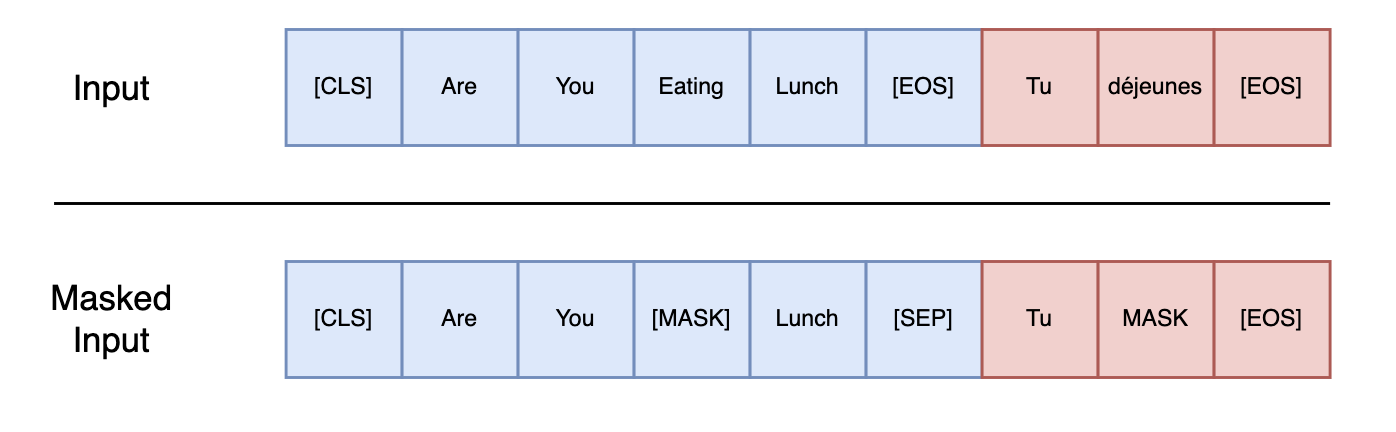 Input [CLS] Are You Eating Lunch [EOS] Tu déjeunes [EOS]
Masked
Input
[CLS] Are You [MASK] Lunch [SEP] Tu MASK [EOS]